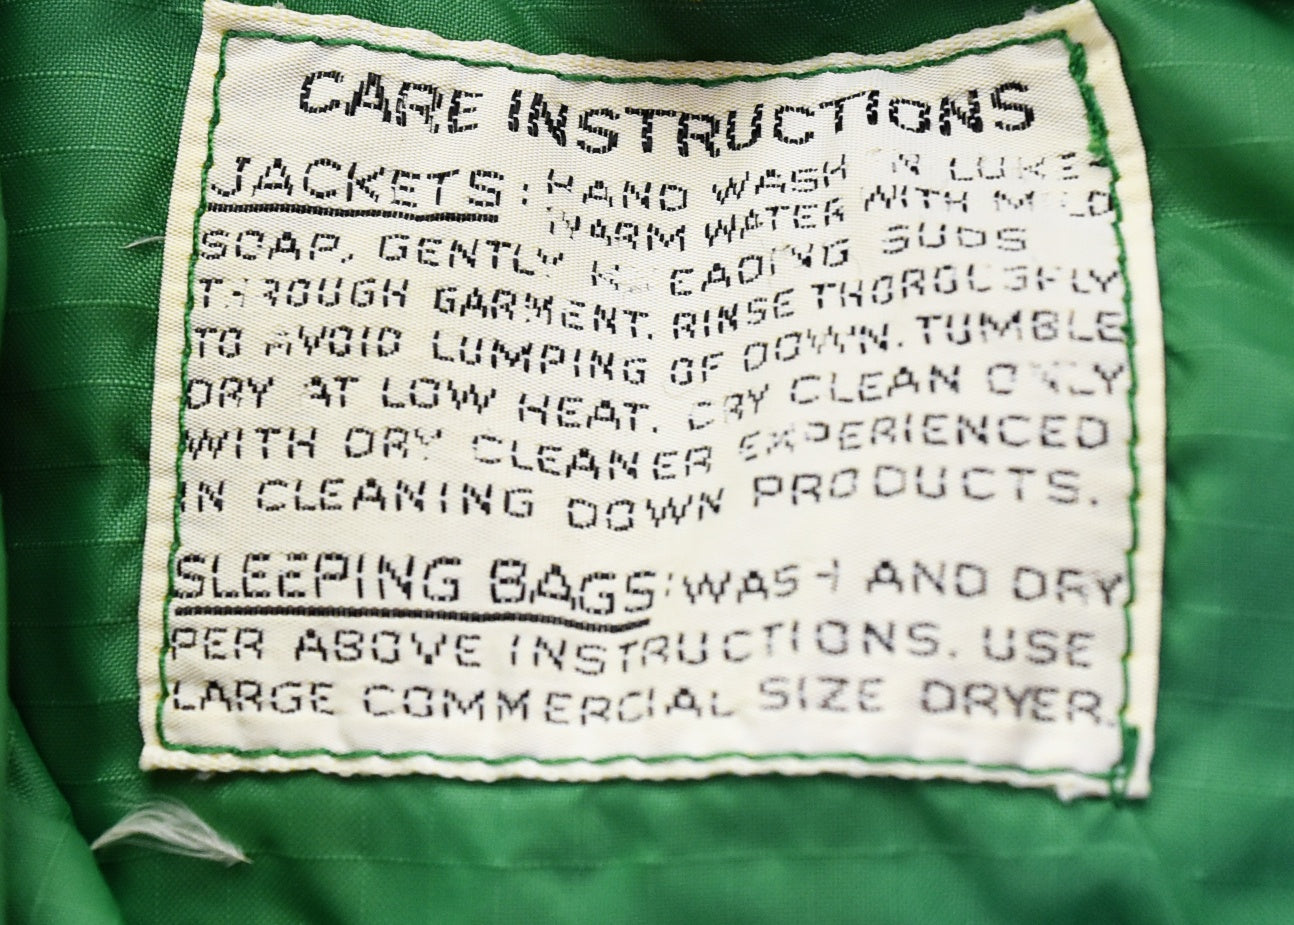 CARE INSTRUCTIONS
JACKETS: HAND WASH IN LUKE-
WARM WATER WITH MILD
SOAP, GENTLY KNEADING SUDS
THROUGH GARMENT. RINSE THOROUGHLY
TO AVOID LUMPING OF DOWN. TUMBLE
DRY AT LOW HEAT. DRY CLEAN ONLY
WITH DRY CLEANER EXPERIENCED
IN CLEANING DOWN PRODUCTS.
SLEEPING BAGS: WASH AND DRY
PER ABOVE INSTRUCTIONS. USE
LARGE COMMERCIAL SIZE DRYER.